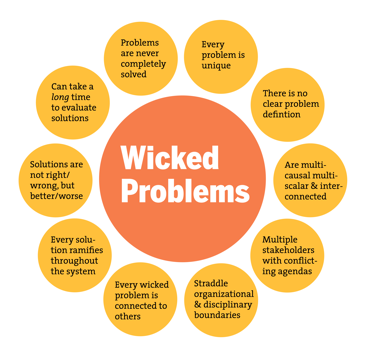 Problems
are never
completely
solved
Every
problem is
unique
There is no
clear problem
defintion
Are multi-
causal multi-
scalar & inter-
connected
Multiple
stakeholders
with conflict-
ing agendas
Straddle
organizational
& disciplinary
boundaries
Every wicked
problem is
connected to
others
Every solu-
tion ramifies
throughout
the system
Solutions are
not right/
wrong, but
better/worse
Can take a
long time
to evaluate
solutions
Wicked
Problems